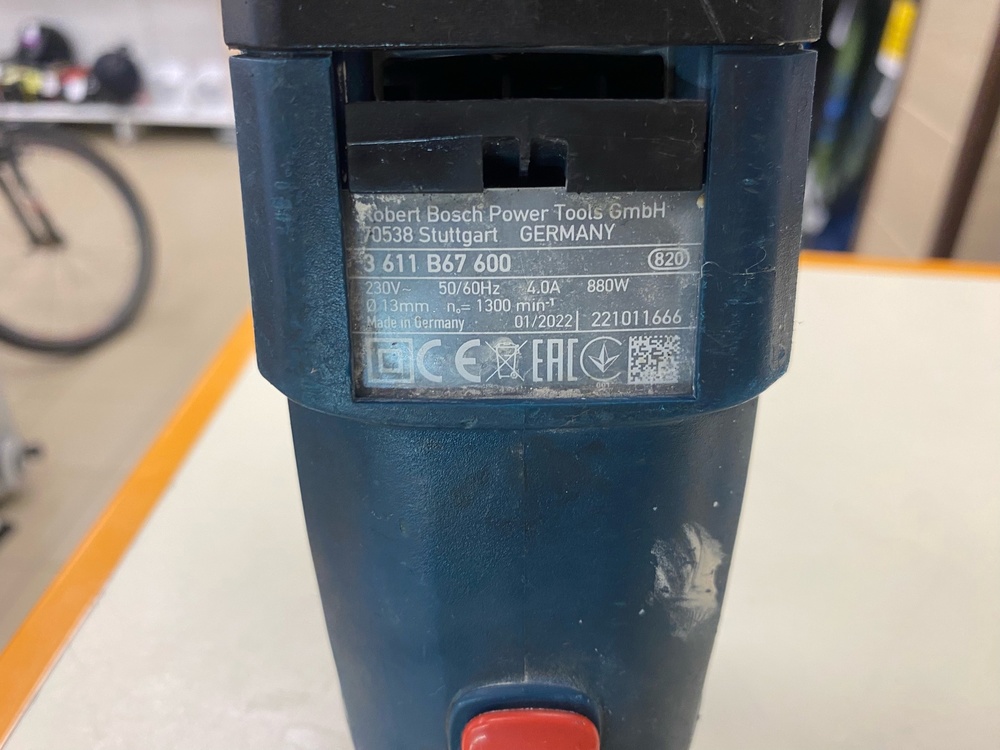 Robert Bosch Power Tools GmbH
70538 Stuttgart GERMANY
3 611 B67 600 820
230V~ 50/60Hz 4.0A 880W
Ø 13mm n₀= 1300 min⁻¹
Made in Germany 01/2022 221011666
CE EAC